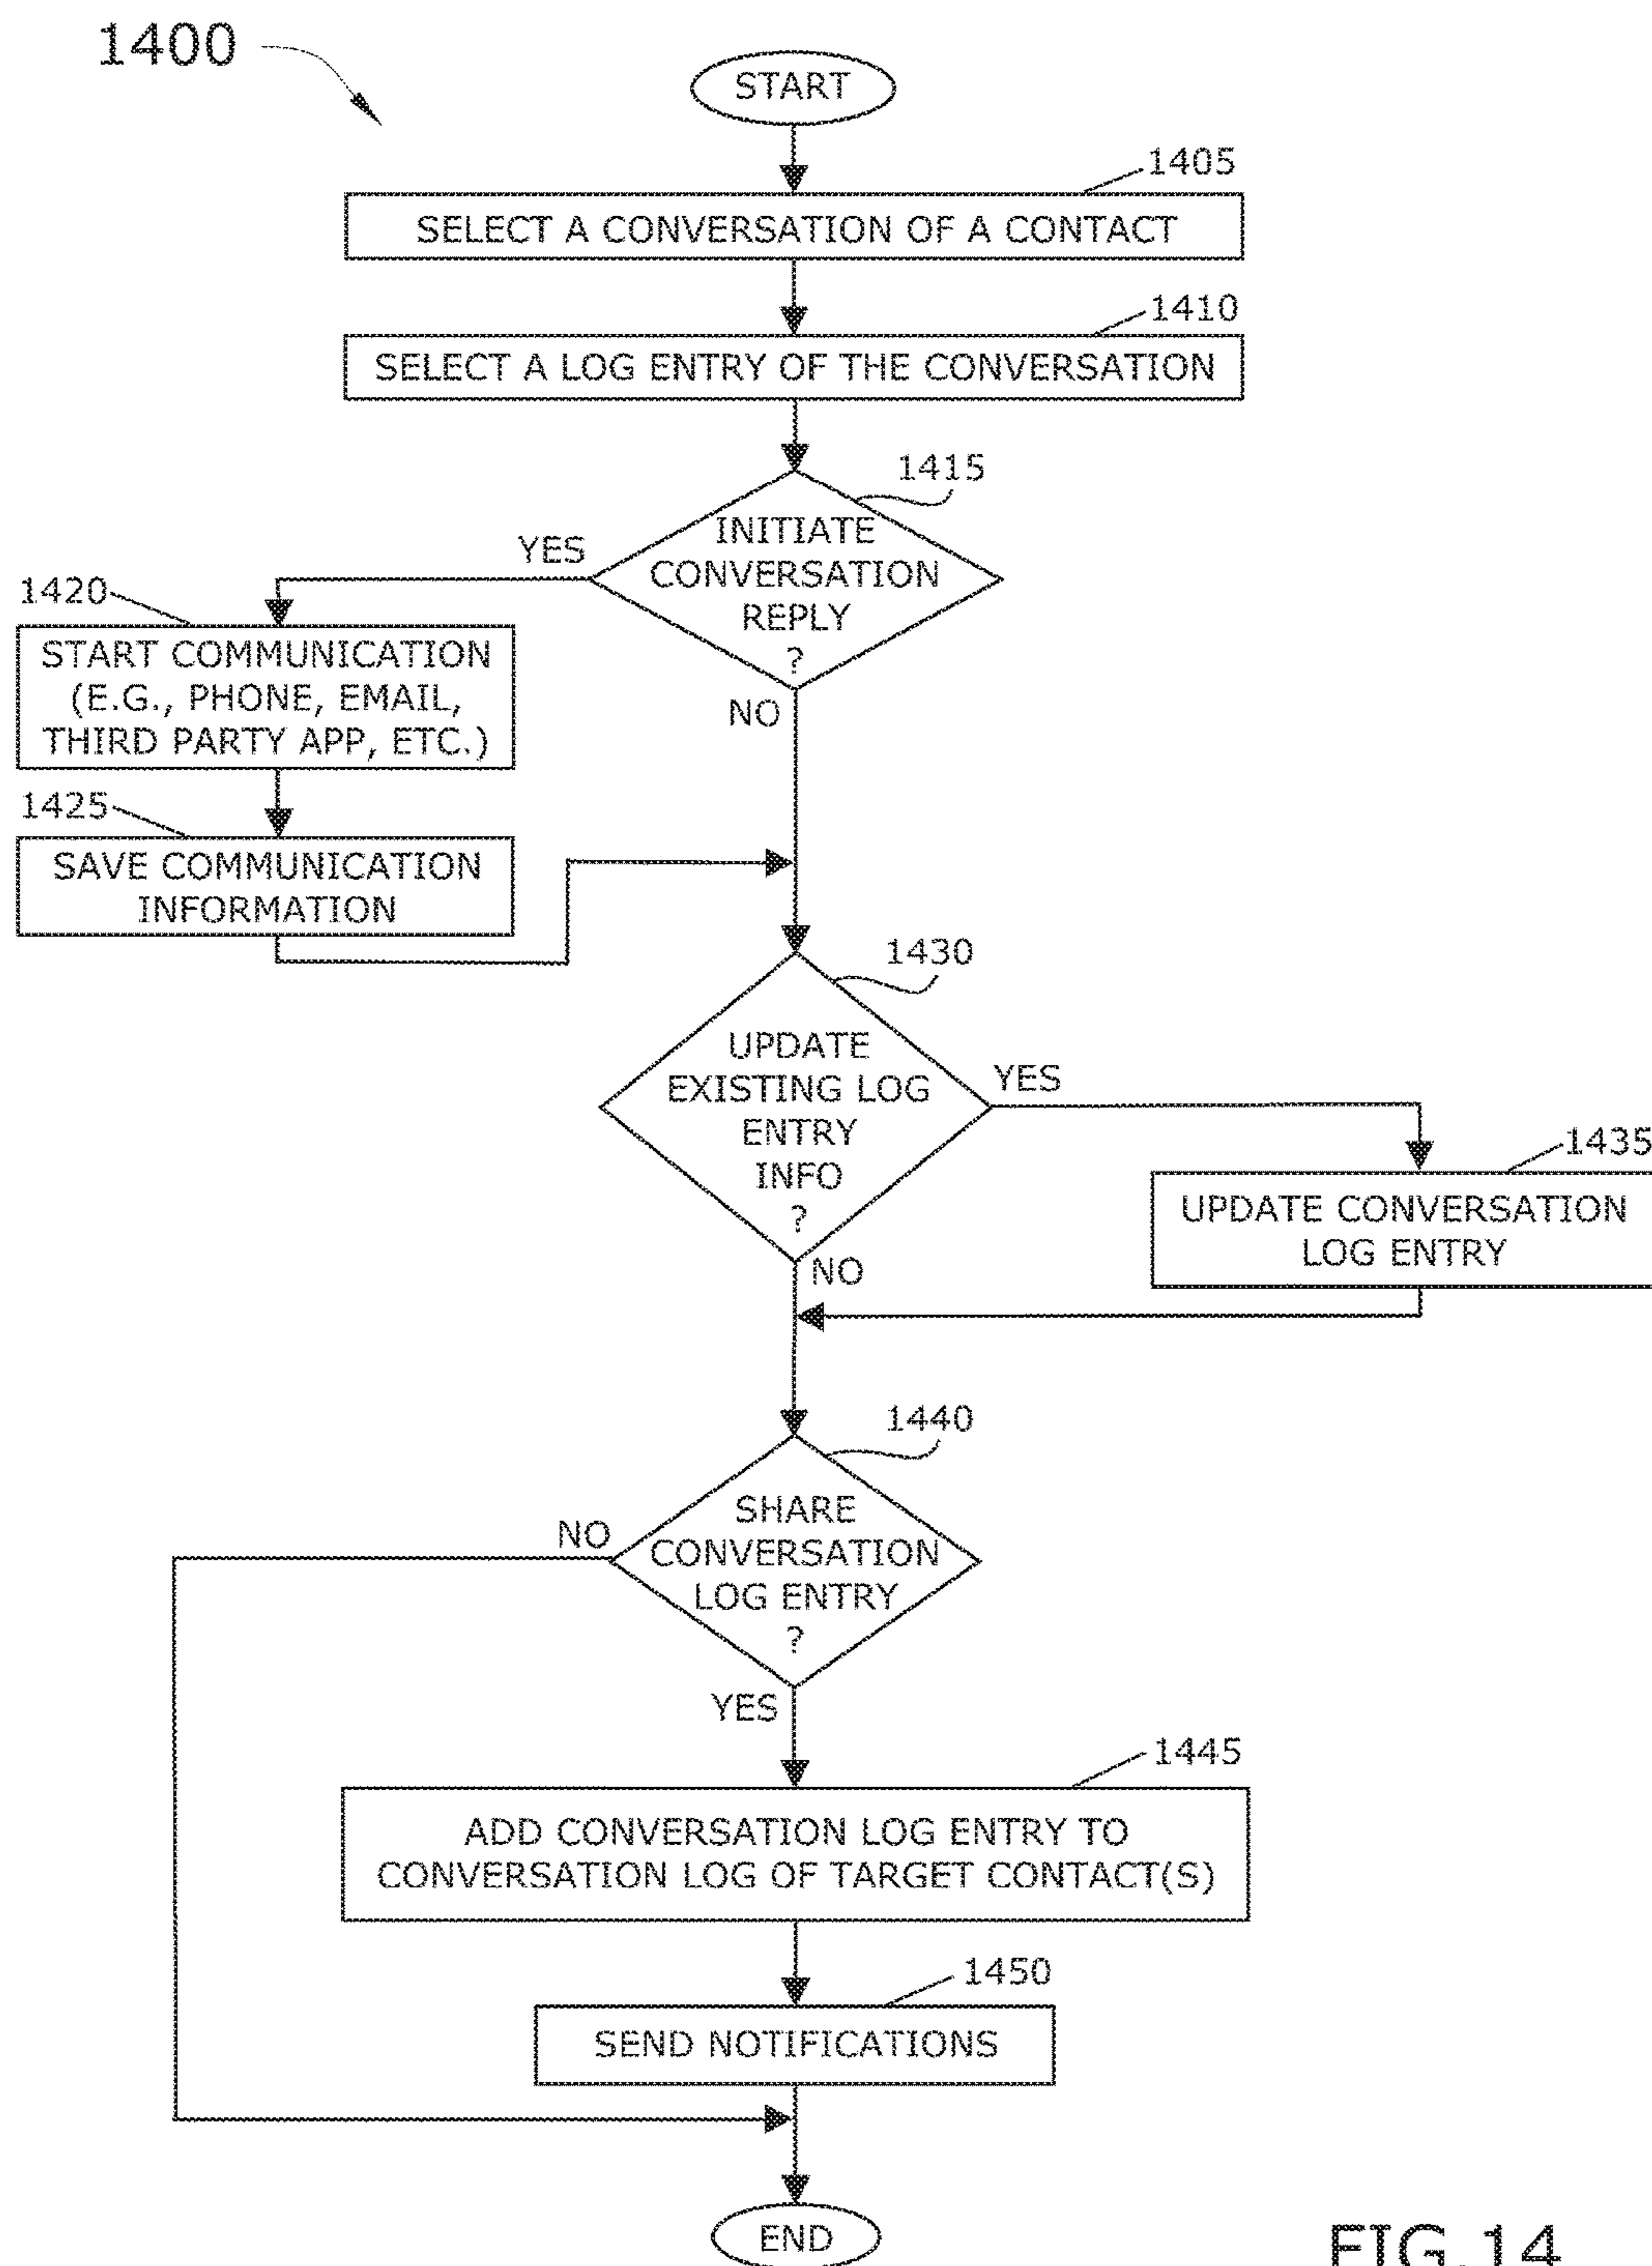 1400
START
1405
SELECT A CONVERSATION OF A CONTACT
1410
SELECT A LOG ENTRY OF THE CONVERSATION
1415
INITIATE
CONVERSATION
REPLY
?
YES
NO
1420
START COMMUNICATION
(E.G., PHONE, EMAIL,
THIRD PARTY APP, ETC.)
1425
SAVE COMMUNICATION
INFORMATION
1430
UPDATE
EXISTING LOG
ENTRY
INFO
?
YES
NO
1435
UPDATE CONVERSATION
LOG ENTRY
1440
SHARE
CONVERSATION
LOG ENTRY
?
NO
YES
1445
ADD CONVERSATION LOG ENTRY TO
CONVERSATION LOG OF TARGET CONTACT(S)
1450
SEND NOTIFICATIONS
END
FIG.14